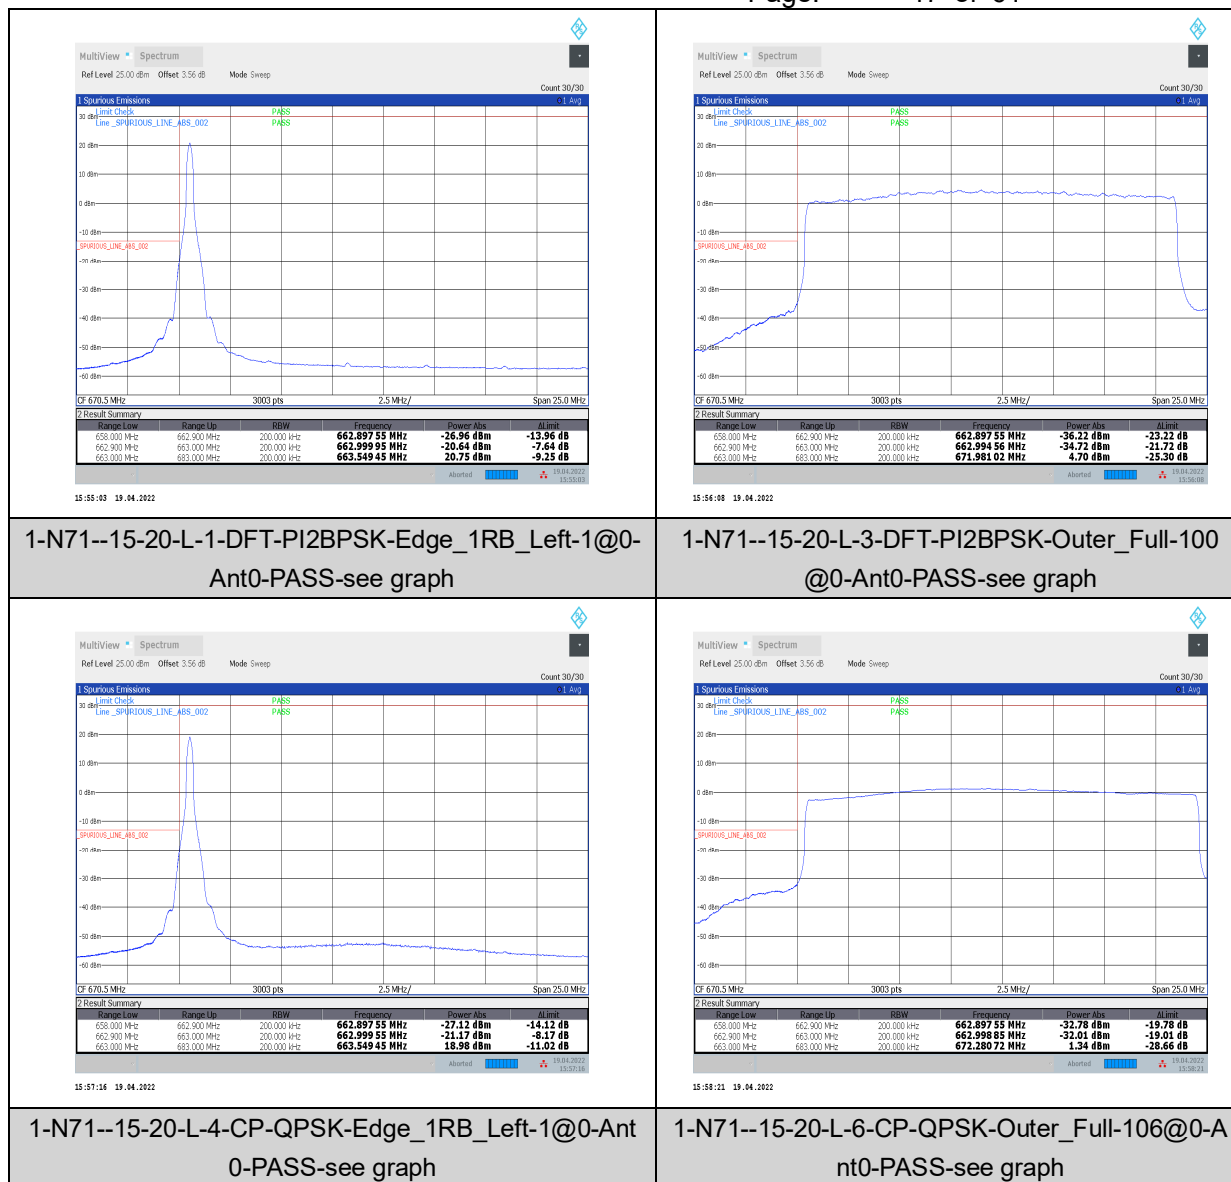 MultiView Spectrum
Ref Level 25.00 dBm Offset 3.56 dB Mode Sweep
Count 30/30
1 Spurious Emissions 1 Avg
Limit Check PASS
Line _SPURIOUS_LINE_ABS_002 PASS
30 dBm
20 dBm
10 dBm
0 dBm
-10 dBm
_SPURIOUS_LINE_ABS_002
-20 dBm
-30 dBm
-40 dBm
-50 dBm
-60 dBm
CF 670.5 MHz 3003 pts 2.5 MHz/ Span 25.0 MHz
2 Result Summary
Range Low Range Up RBW Frequency Power Abs ΔLimit
658.000 MHz 662.900 MHz 200.000 kHz 662.897 55 MHz -26.96 dBm -13.96 dB
662.900 MHz 663.000 MHz 200.000 kHz 662.999 95 MHz -20.64 dBm -7.64 dB
663.000 MHz 683.000 MHz 200.000 kHz 663.549 45 MHz 20.75 dBm -9.25 dB
Aborted 19.04.2022
15:55:03
15:55:03 19.04.2022
MultiView Spectrum
Ref Level 25.00 dBm Offset 3.56 dB Mode Sweep
Count 30/30
1 Spurious Emissions 1 Avg
Limit Check PASS
Line _SPURIOUS_LINE_ABS_002 PASS
30 dBm
20 dBm
10 dBm
0 dBm
-10 dBm
_SPURIOUS_LINE_ABS_002
-20 dBm
-30 dBm
-40 dBm
-50 dBm
-60 dBm
CF 670.5 MHz 3003 pts 2.5 MHz/ Span 25.0 MHz
2 Result Summary
Range Low Range Up RBW Frequency Power Abs ΔLimit
658.000 MHz 662.900 MHz 200.000 kHz 662.897 55 MHz -36.22 dBm -23.22 dB
662.900 MHz 663.000 MHz 200.000 kHz 662.994 56 MHz -34.72 dBm -21.72 dB
663.000 MHz 683.000 MHz 200.000 kHz 671.981 02 MHz 4.70 dBm -25.30 dB
Aborted 19.04.2022
15:56:08
15:56:08 19.04.2022
1-N71--15-20-L-1-DFT-PI2BPSK-Edge_1RB_Left-1@0-
Ant0-PASS-see graph
1-N71--15-20-L-3-DFT-PI2BPSK-Outer_Full-100
@0-Ant0-PASS-see graph
MultiView Spectrum
Ref Level 25.00 dBm Offset 3.56 dB Mode Sweep
Count 30/30
1 Spurious Emissions 1 Avg
Limit Check PASS
Line _SPURIOUS_LINE_ABS_002 PASS
30 dBm
20 dBm
10 dBm
0 dBm
-10 dBm
_SPURIOUS_LINE_ABS_002
-20 dBm
-30 dBm
-40 dBm
-50 dBm
-60 dBm
CF 670.5 MHz 3003 pts 2.5 MHz/ Span 25.0 MHz
2 Result Summary
Range Low Range Up RBW Frequency Power Abs ΔLimit
658.000 MHz 662.900 MHz 200.000 kHz 662.897 55 MHz -27.12 dBm -14.12 dB
662.900 MHz 663.000 MHz 200.000 kHz 662.999 55 MHz -21.17 dBm -8.17 dB
663.000 MHz 683.000 MHz 200.000 kHz 663.549 45 MHz 18.98 dBm -11.02 dB
Aborted 19.04.2022
15:57:16
15:57:16 19.04.2022
MultiView Spectrum
Ref Level 25.00 dBm Offset 3.56 dB Mode Sweep
Count 30/30
1 Spurious Emissions 1 Avg
Limit Check PASS
Line _SPURIOUS_LINE_ABS_002 PASS
30 dBm
20 dBm
10 dBm
0 dBm
-10 dBm
_SPURIOUS_LINE_ABS_002
-20 dBm
-30 dBm
-40 dBm
-50 dBm
-60 dBm
CF 670.5 MHz 3003 pts 2.5 MHz/ Span 25.0 MHz
2 Result Summary
Range Low Range Up RBW Frequency Power Abs ΔLimit
658.000 MHz 662.900 MHz 200.000 kHz 662.897 55 MHz -32.78 dBm -19.78 dB
662.900 MHz 663.000 MHz 200.000 kHz 662.998 85 MHz -32.01 dBm -19.01 dB
663.000 MHz 683.000 MHz 200.000 kHz 672.280 72 MHz 1.34 dBm -28.66 dB
Aborted 19.04.2022
15:58:21
15:58:21 19.04.2022
1-N71--15-20-L-4-CP-QPSK-Edge_1RB_Left-1@0-Ant
0-PASS-see graph
1-N71--15-20-L-6-CP-QPSK-Outer_Full-106@0-A
nt0-PASS-see graph